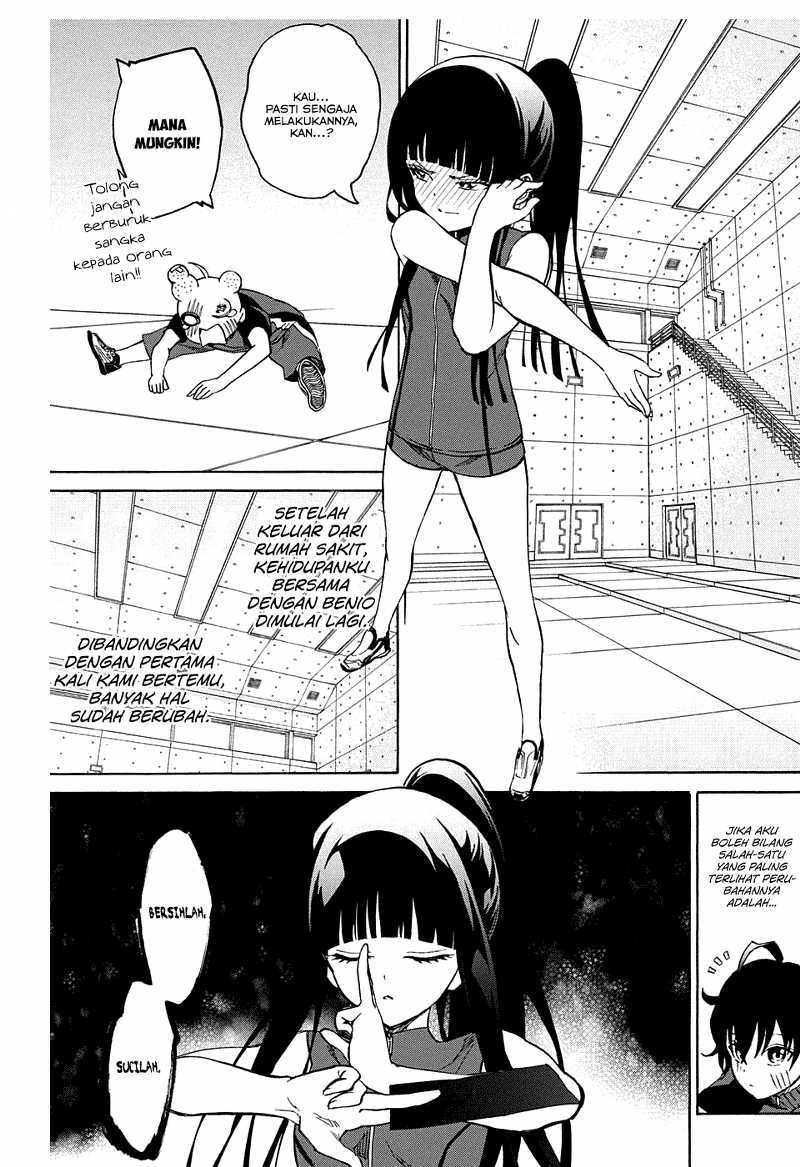 KAU...
PASTI SENGAJA
MELAKUKANNYA,
KAN...?
MANA
MUNGKIN!
Tolong
jangan
berburuk
sangka
kepada orang
lain!!
SETELAH
KELUAR DARI
RUMAH SAKIT,
KEHIDUPANKU
BERSAMA
DENGAN BENIO
DIMULAI LAGI.
DIBANDINGKAN
DENGAN PERTAMA
KALI KAMI BERTEMU,
BANYAK HAL
SUDAH BERUBAH.
JIKA AKU
BOLEH BILANG
SALAH-SATU
YANG PALING
TERLIHAT PERU-
BAHANNYA
ADALAH...
BERSIHLAH.
SUCILAH.